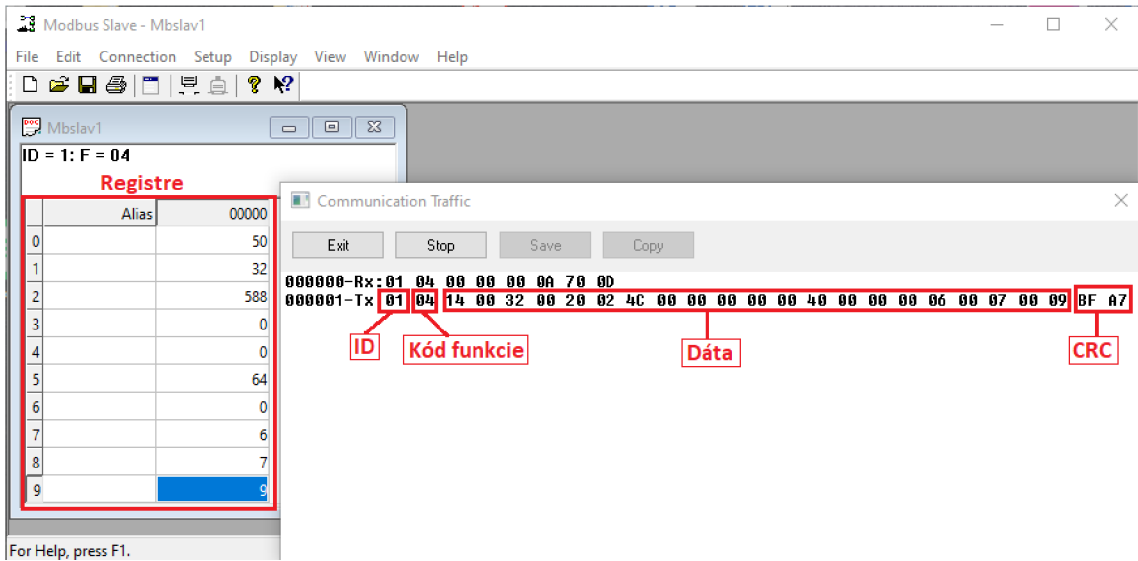 Modbus Slave - Mbslav1
File Edit Connection Setup Display View Window Help
Mbslav1
ID = 1: F = 04
Registre
Alias 00000
0 50
1 32
2 588
3 0
4 0
5 64
6 0
7 6
8 7
9 9
Communication Traffic
Exit Stop Save Copy
000000-Rx:01 04 00 00 00 0A 70 0D
000001-Tx 01 04 14 00 32 00 20 02 4C 00 00 00 00 00 40 00 00 00 06 00 07 00 09 BF A7
ID Kód funkcie Dáta CRC
For Help, press F1.